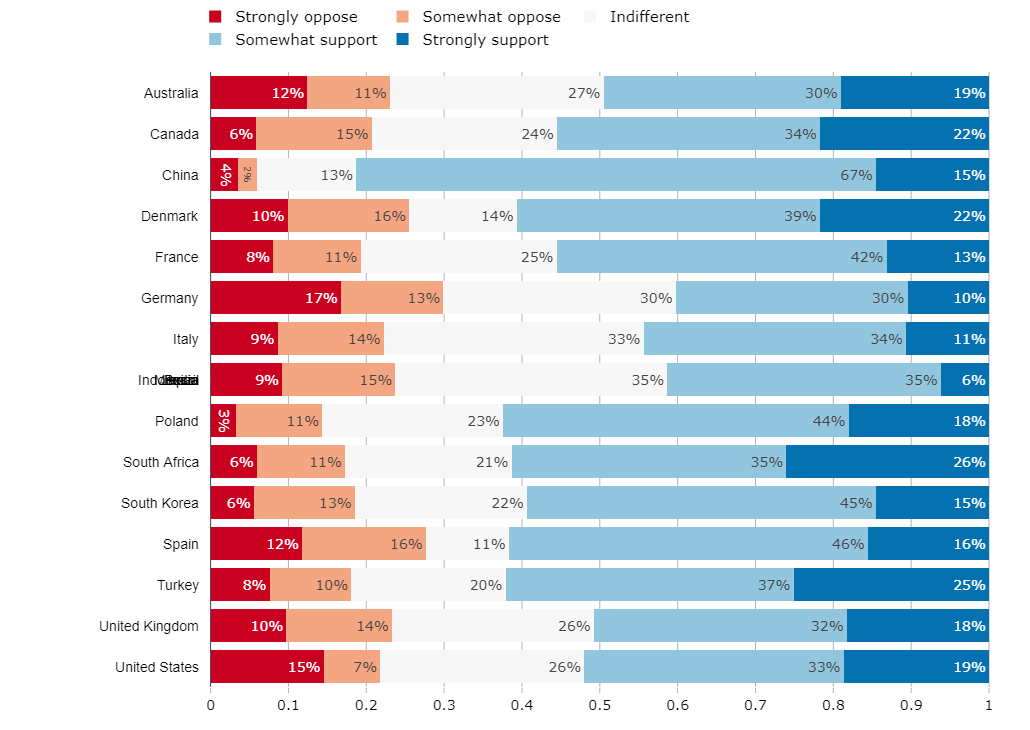 Strongly oppose Somewhat oppose Indifferent
Somewhat support Strongly support
Australia 12% 11% 27% 30% 19%
Canada 6% 15% 24% 34% 22%
China 4% 2% 13% 67% 15%
Denmark 10% 16% 14% 39% 22%
France 8% 11% 25% 42% 13%
Germany 17% 13% 30% 30% 10%
Italy 9% 14% 33% 34% 11%
9% 15% 35% 35% 6%
Poland 3% 11% 23% 44% 18%
South Africa 6% 11% 21% 35% 26%
South Korea 6% 13% 22% 45% 15%
Spain 12% 16% 11% 46% 16%
Turkey 8% 10% 20% 37% 25%
United Kingdom 10% 14% 26% 32% 18%
United States 15% 7% 26% 33% 19%
0 0.1 0.2 0.3 0.4 0.5 0.6 0.7 0.8 0.9 1